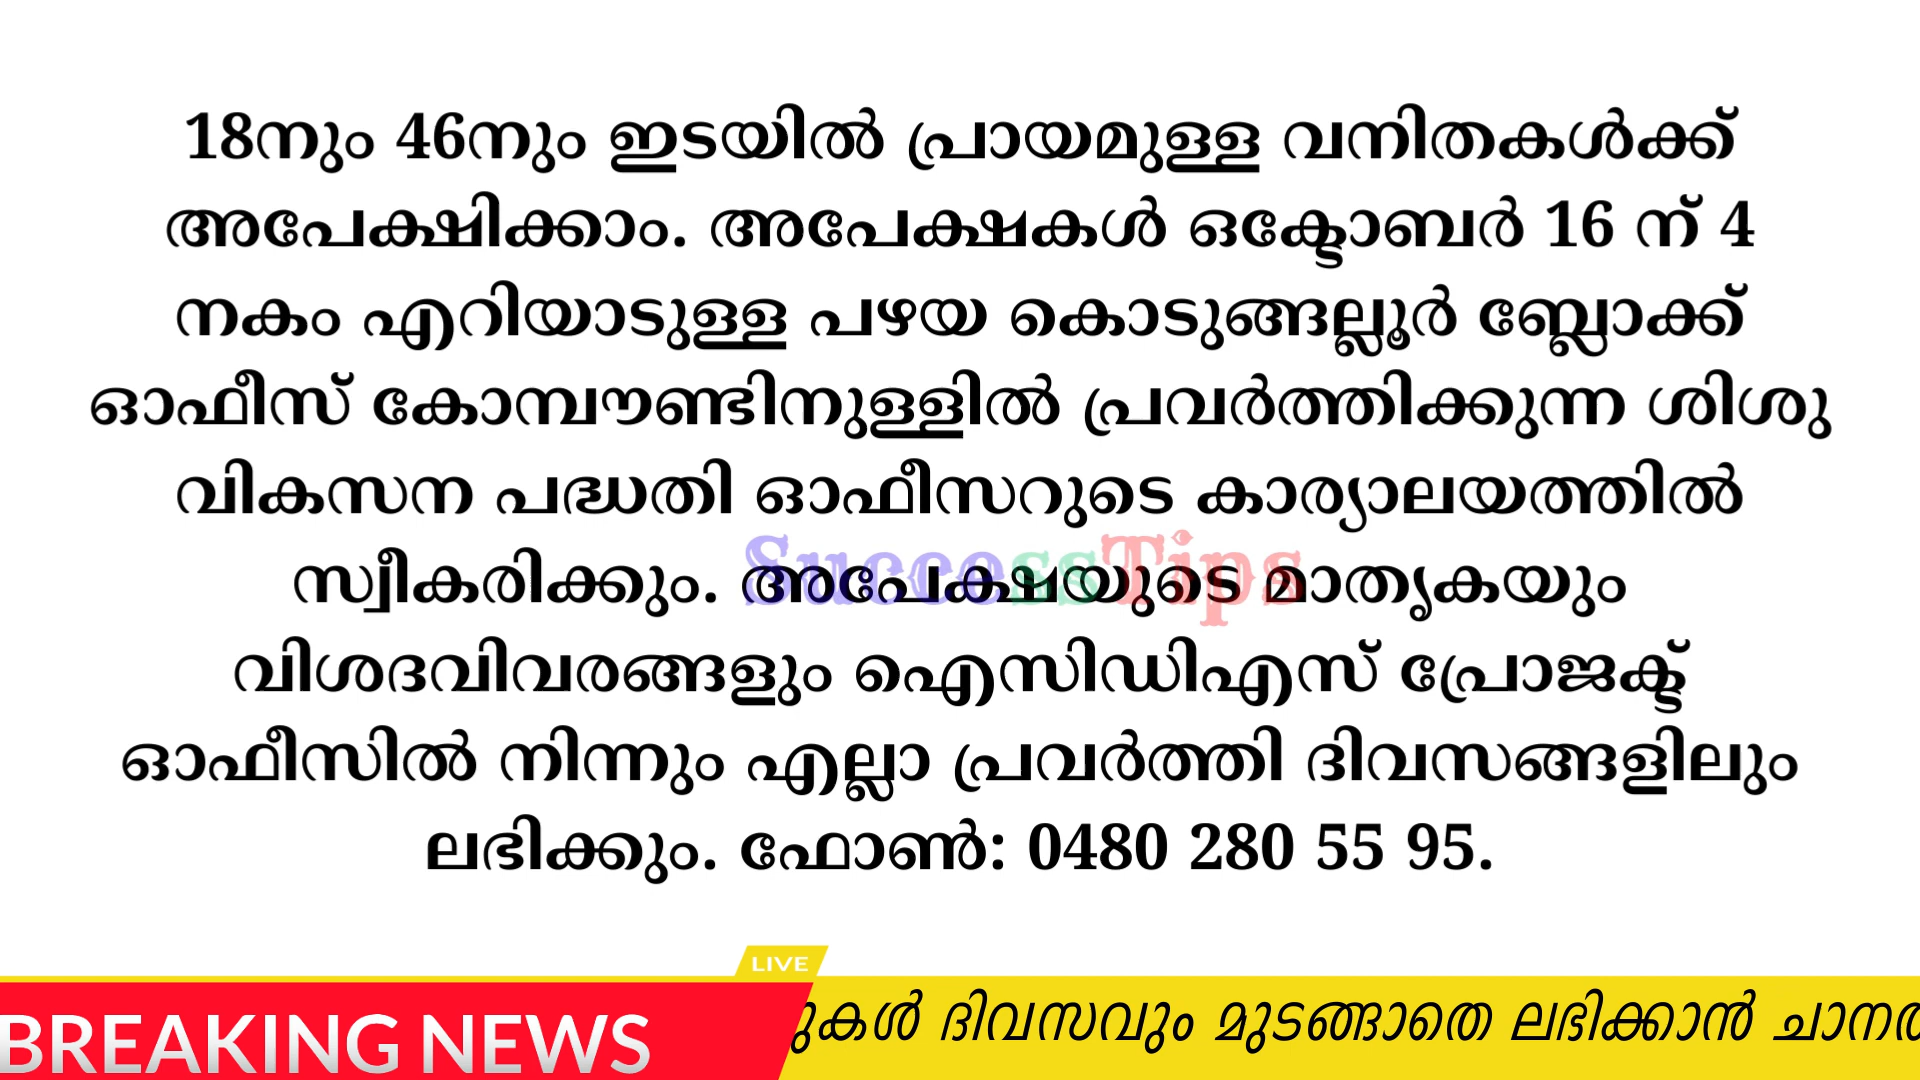 18നും 46നും ഇടയിൽ പ്രായമുള്ള വനിതകൾക്ക്
അപേക്ഷിക്കാം. അപേക്ഷകൾ ഒക്ടോബർ 16 ന് 4
നകം എറിയാടുള്ള പഴയ കൊടുങ്ങല്ലൂർ ബ്ലോക്ക്
ഓഫീസ് കോമ്പൗണ്ടിനുള്ളിൽ പ്രവർത്തിക്കുന്ന ശിശു
വികസന പദ്ധതി ഓഫീസറുടെ കാര്യാലയത്തിൽ
സ്വീകരിക്കും. അപേക്ഷയുടെ മാതൃകയും
SuccessTips
വിശദവിവരങ്ങളും ഐസിഡിഎസ് പ്രോജക്ട്
ഓഫീസിൽ നിന്നും എല്ലാ പ്രവർത്തി ദിവസങ്ങളിലും
ലഭിക്കും. ഫോൺ: 0480 280 55 95.
LIVE
BREAKING NEWS
ദിവസവും മുടങ്ങാതെ ലഭിക്കാൻ